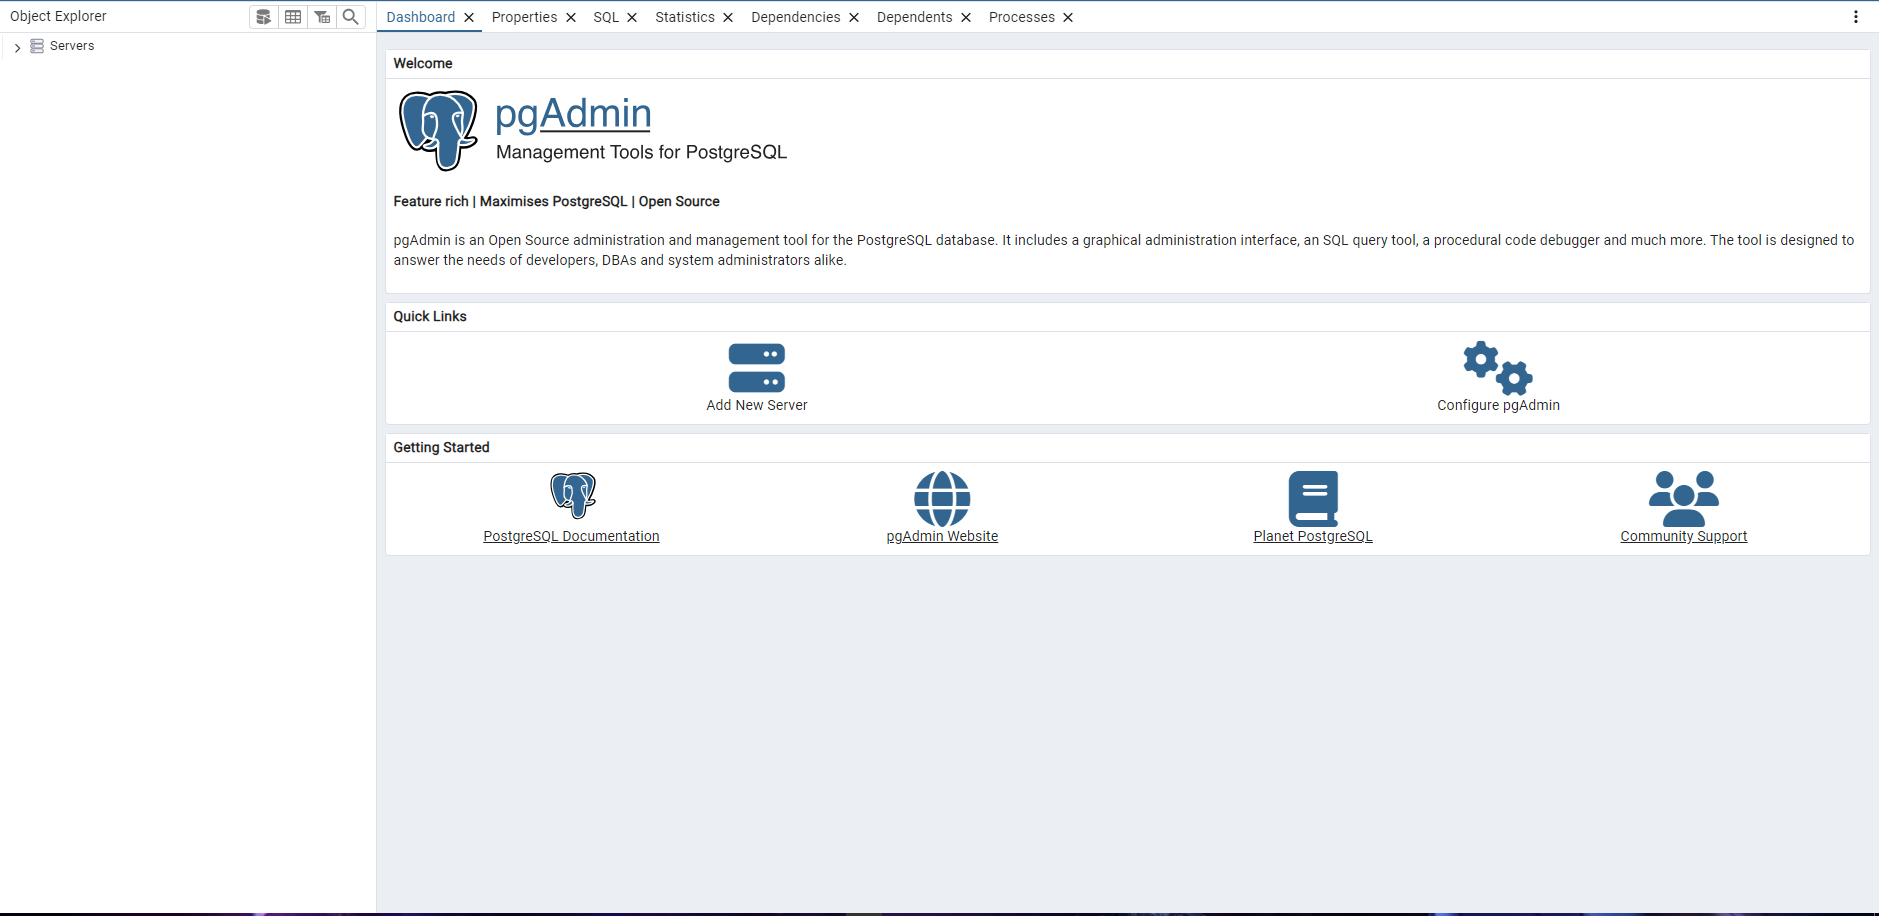 Object Explorer
Servers
Dashboard Properties SQL Statistics Dependencies Dependents Processes
Welcome
pgAdmin
Management Tools for PostgreSQL
Feature rich | Maximises PostgreSQL | Open Source
pgAdmin is an Open Source administration and management tool for the PostgreSQL database. It includes a graphical administration interface, an SQL query tool, a procedural code debugger and much more. The tool is designed to
answer the needs of developers, DBAs and system administrators alike.
Quick Links
Add New Server Configure pgAdmin
Getting Started
PostgreSQL Documentation pgAdmin Website Planet PostgreSQL Community Support